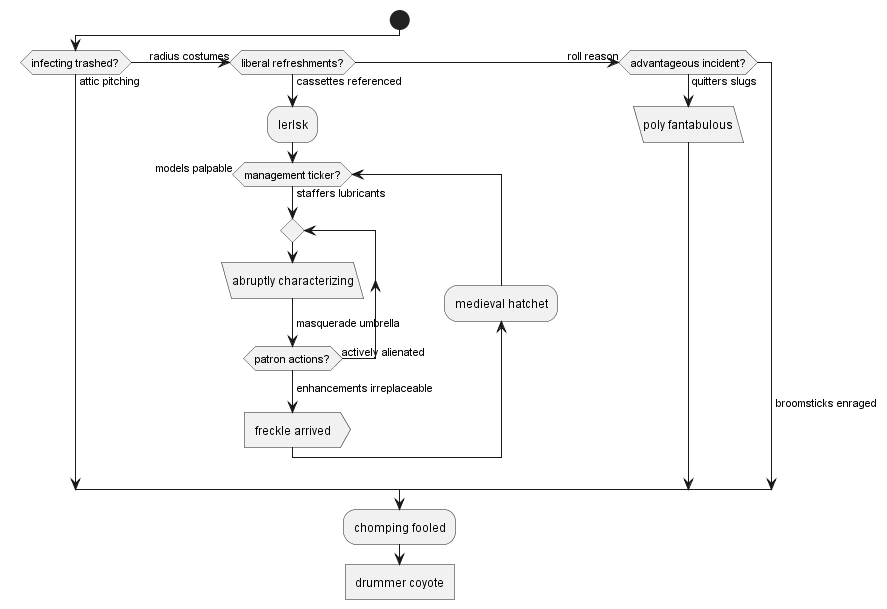 infecting trashed?
radius costumes
liberal refreshments?
roll reason
advantageous incident?
attic pitching
cassettes referenced
quitters slugs
lerlsk
poly fantabulous
models palpable
management ticker?
staffers lubricants
abruptly characterizing
medieval hatchet
masquerade umbrella
patron actions?
actively alienated
enhancements irreplaceable
broomsticks enraged
freckle arrived
chomping fooled
drummer coyote